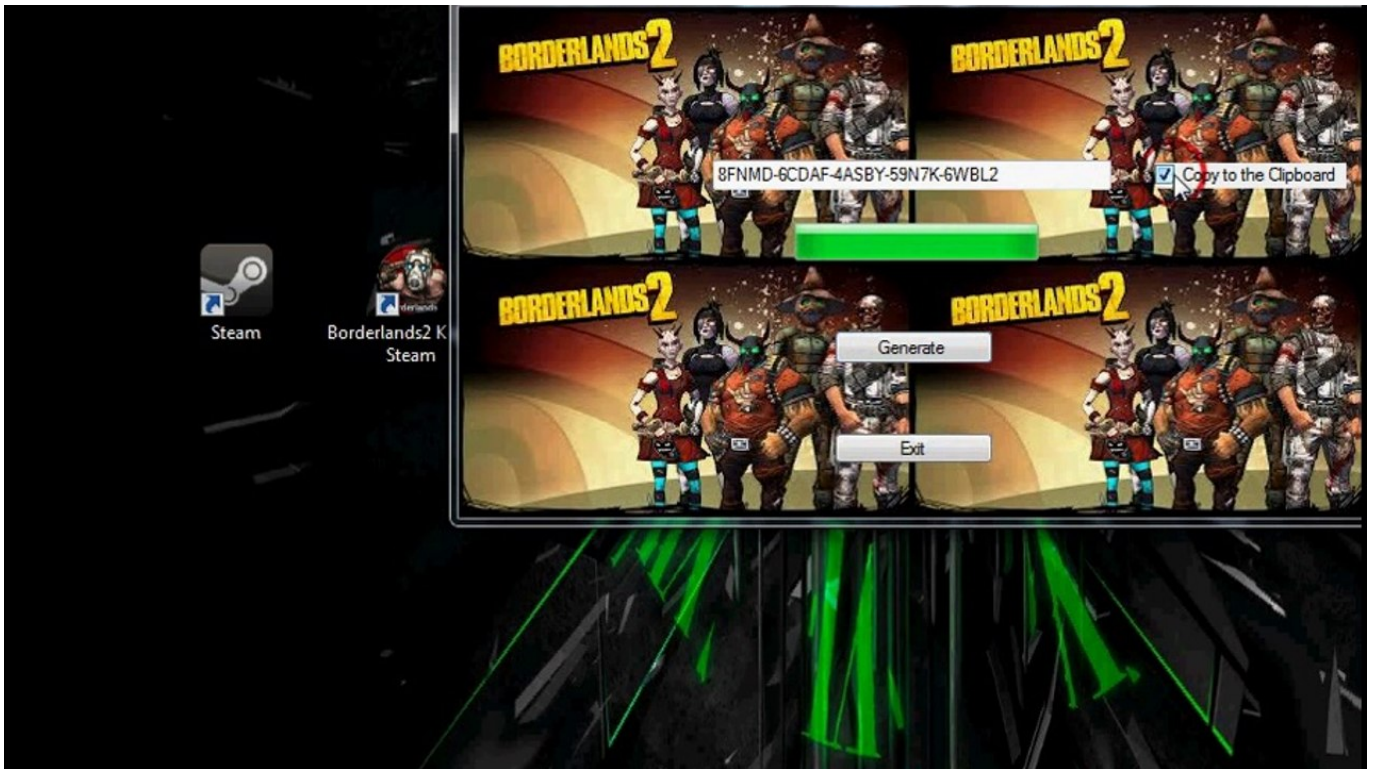 BORDERLANDS 2
BORDERLANDS 2
8FNMD-6CDAF-4ASBY-59N7K-6WBL2
Copy to the Clipboard
Steam
Borderlands2 K
Steam
BORDERLANDS 2
BORDERLANDS 2
Generate
Exit